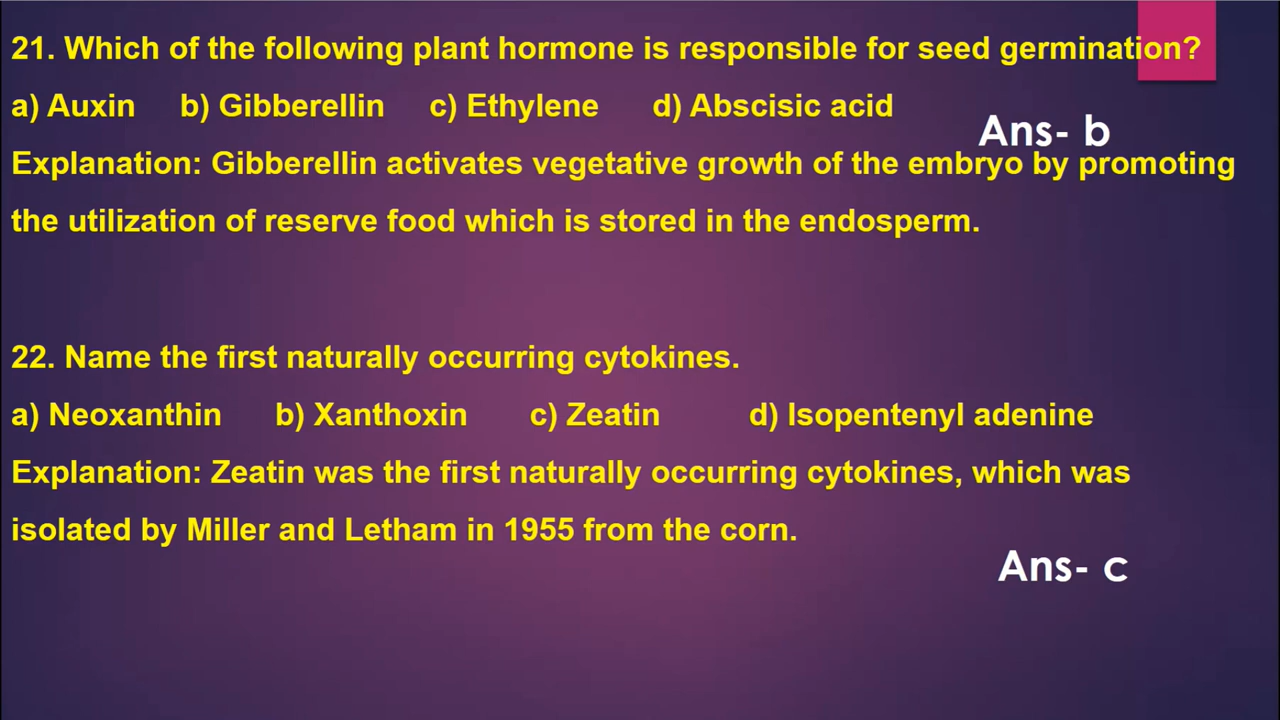 21. Which of the following plant hormone is responsible for seed germination?
a) Auxin b) Gibberellin c) Ethylene d) Abscisic acid
Ans- b
Explanation: Gibberellin activates vegetative growth of the embryo by promoting
the utilization of reserve food which is stored in the endosperm.
22. Name the first naturally occurring cytokines.
a) Neoxanthin b) Xanthoxin c) Zeatin d) Isopentenyl adenine
Explanation: Zeatin was the first naturally occurring cytokines, which was
isolated by Miller and Letham in 1955 from the corn.
Ans- c